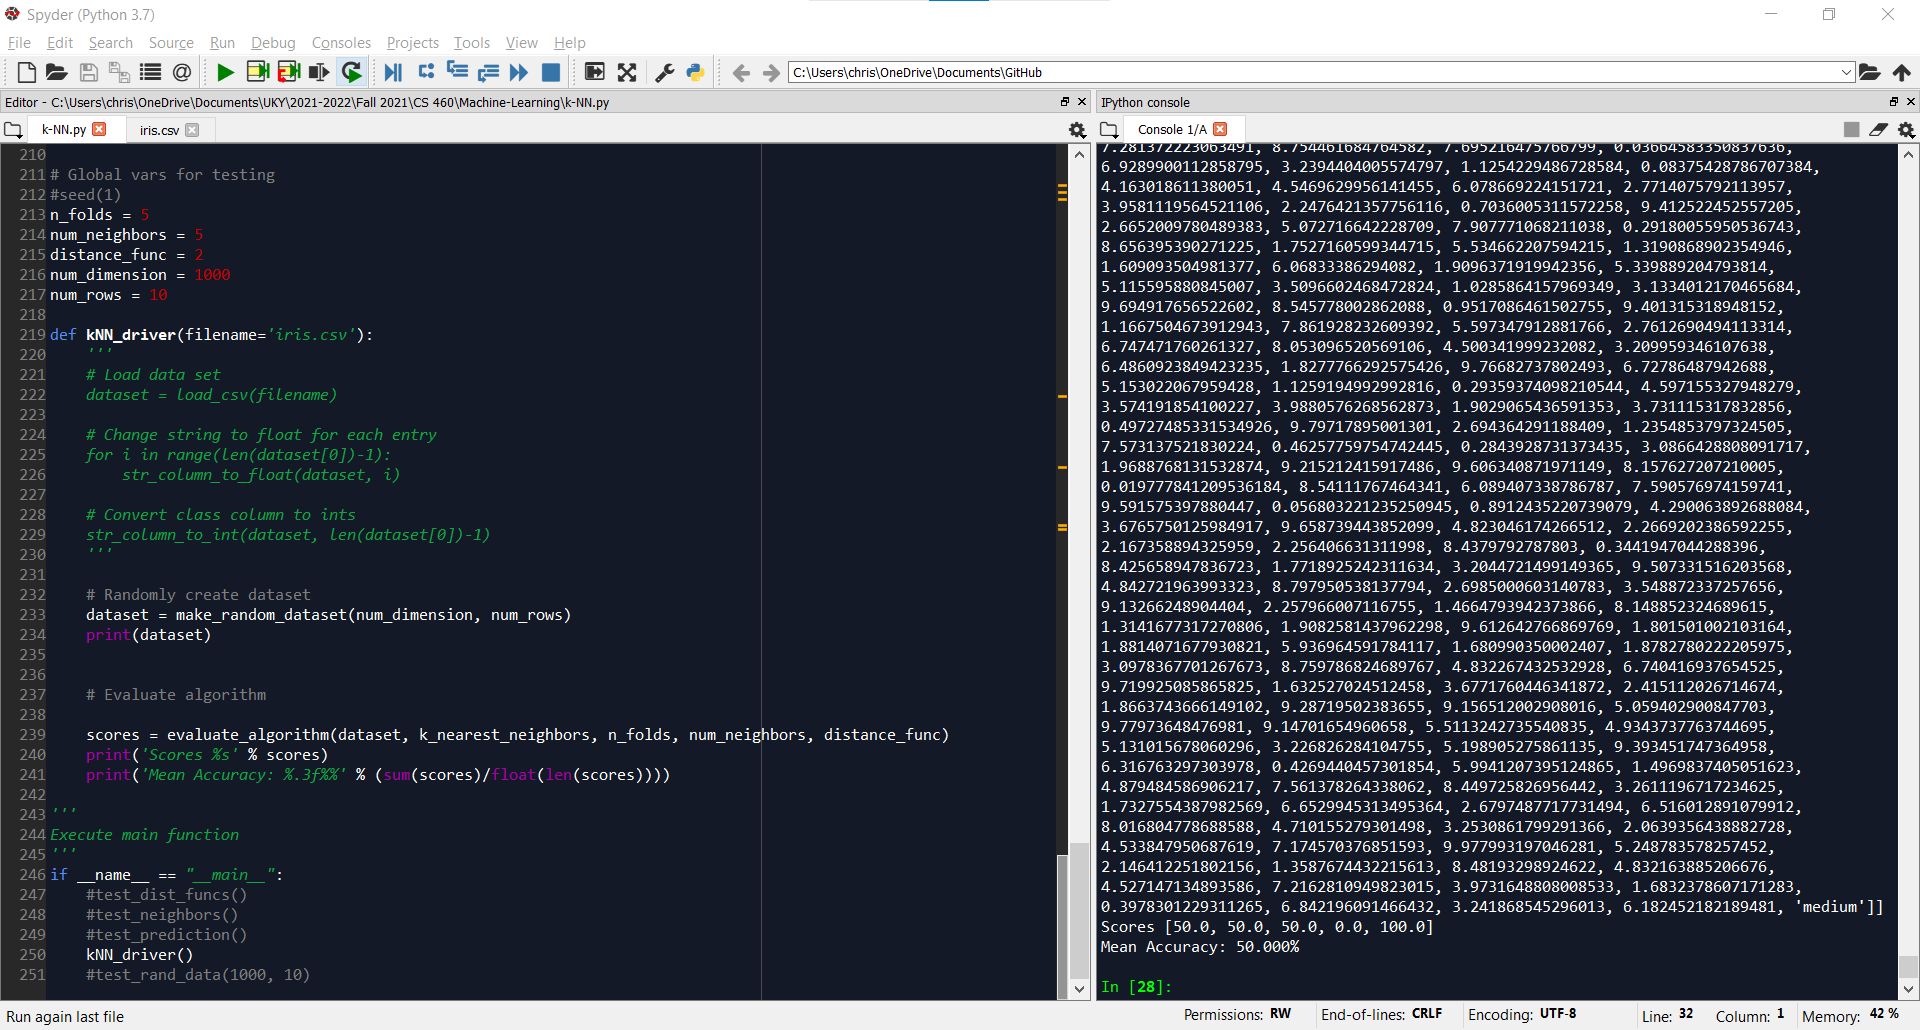 Spyder (Python 3.7)
File Edit Search Source Run Debug Consoles Projects Tools View Help
C:\Users\chris\OneDrive\Documents\GitHub
Editor - C:\Users\chris\OneDrive\Documents\UKY\2021-2022\Fall 2021\CS 460\Machine-Learning\k-NN.py
k-NN.py iris.csv
210
211 # Global vars for testing
212 #seed(1)
213 n_folds = 5
214 num_neighbors = 5
215 distance_func = 2
216 num_dimension = 1000
217 num_rows = 10
218
219 def kNN_driver(filename='iris.csv'):
220     '''
221     # Load data set
222     dataset = load_csv(filename)
223
224     # Change string to float for each entry
225     for i in range(len(dataset[0])-1):
226         str_column_to_float(dataset, i)
227
228     # Convert class column to ints
229     str_column_to_int(dataset, len(dataset[0])-1)
230     '''
231
232     # Randomly create dataset
233     dataset = make_random_dataset(num_dimension, num_rows)
234     print(dataset)
235
236
237     # Evaluate algorithm
238
239     scores = evaluate_algorithm(dataset, k_nearest_neighbors, n_folds, num_neighbors, distance_func)
240     print('Scores %s' % scores)
241     print('Mean Accuracy: %.3f%%' % (sum(scores)/float(len(scores))))
242
243 '''
244 Execute main function
245 '''
246 if __name__ == "__main__":
247     #test_dist_funcs()
248     #test_neighbors()
249     #test_prediction()
250     kNN_driver()
251     #test_rand_data(1000, 10)
IPython console
Console 1/A
7.281372223063491, 8.754461684764582, 7.695216475766799, 0.03664583350837636,
6.9289900112858795, 3.2394404005574797, 1.1254229486728584, 0.08375428786707384,
4.163018611380051, 4.5469629956141455, 6.078669224151721, 2.7714075792113957,
3.9581119564521106, 2.2476421357756116, 0.7036005311572258, 9.412522452557205,
2.6652009780489383, 5.072716642228709, 7.907771068211038, 0.29180055950536743,
8.656395390271225, 1.7527160599344715, 5.534662207594215, 1.3190868902354946,
1.609093504981377, 6.06833386294082, 1.9096371919942356, 5.339889204793814,
5.115595880845007, 3.5096602468472824, 1.0285864157969349, 3.1334012170465684,
9.694917656522602, 8.545778002862088, 0.9517086461502755, 9.401315318948152,
1.1667504673912943, 7.861928232609392, 5.597347912881766, 2.7612690494113314,
6.747471760261327, 8.053096520569106, 4.500341999232082, 3.209959346107638,
6.4860923849423235, 1.8277766292575426, 9.76682737802493, 6.72786487942688,
5.153022067959428, 1.1259194992992816, 0.29359374098210544, 4.597155327948279,
3.574191854100227, 3.9880576268562873, 1.9029065436591353, 3.731115317832856,
0.49727485331534926, 9.79717895001301, 2.694364291188409, 1.2354853797324505,
7.573137521830224, 0.46257759754742445, 0.2843928731373435, 3.0866428808091717,
1.9688768131532874, 9.215212415917486, 9.606340871971149, 8.157627207210005,
0.019777841209536184, 8.54111767464341, 6.089407338786787, 7.590576974159741,
9.591575397880447, 0.056803221235250945, 0.8912435220739079, 4.290063892688084,
3.6765750125984917, 9.658739443852099, 4.823046174266512, 2.2669202386592255,
2.167358894325959, 2.256406631311998, 8.4379792787803, 0.3441947044288396,
8.425658947836723, 1.7718925242311634, 3.2044721499149365, 9.507331516203568,
4.842721963993323, 8.797950538137794, 2.6985000603140783, 3.548872337257656,
9.13266248904404, 2.257966007116755, 1.4664793942373866, 8.148852324689615,
1.3141677317270806, 1.9082581437962298, 9.612642766869769, 1.801501002103164,
1.8814071677930821, 5.936964591784117, 1.680990350002407, 1.8782780222205975,
3.0978367701267673, 8.759786824689767, 4.832267432532928, 6.740416937654525,
9.719925085865825, 1.632527024512458, 3.6771760446341872, 2.415112026714674,
1.8663743666149102, 9.28719502383655, 9.156512002908016, 5.059402900847703,
9.77973648476981, 9.14701654960658, 5.5113242735540835, 4.9343737763744695,
5.131015678060296, 3.226826284104755, 5.198905275861135, 9.393451747364958,
6.316763297303978, 0.4269440457301854, 5.9941207395124865, 1.4969837405051623,
4.879484586906217, 7.561378264338062, 8.449725826956442, 3.2611196717234625,
1.7327554387982569, 6.6529945313495364, 2.6797487717731494, 6.516012891079912,
8.016804778688588, 4.710155279301498, 3.2530861799291366, 2.0639356438882728,
4.533847950687619, 7.174570376851593, 9.977993197046281, 5.248783578257452,
2.146412251802156, 1.3587674432215613, 8.48193298924622, 4.832163885206676,
4.527147134893586, 7.2162810949823015, 3.9731648808008533, 1.6832378607171283,
0.3978301229311265, 6.842196091466432, 3.241868545296013, 6.182452182189481, 'medium']]
Scores [50.0, 50.0, 50.0, 0.0, 100.0]
Mean Accuracy: 50.000%
In [28]:
Run again last file
Permissions: RW End-of-lines: CRLF Encoding: UTF-8 Line: 32 Column: 1 Memory: 42 %